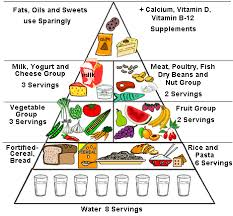 Fats, Oils and Sweets
use Sparingly
+ Calcium, Vitamin D,
Vitamin B-12
Supplements
Milk, Yogurt and
Cheese Group
3 Servings
Meat, Poultry, Fish
Dry Beans and
Nut Group
2 Servings
Vegetable
Group
3 Servings
Fruit Group
2 Servings
Fortified-
Cereal,
Bread
Rice and
Pasta
6 Servings
Water 8 Servings